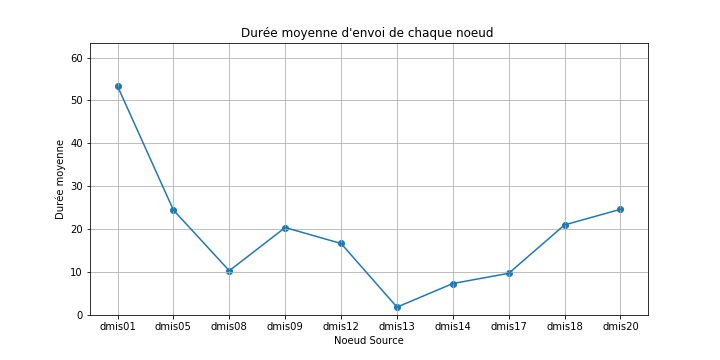 Durée moyenne d'envoi de chaque noeud
60
50
40
30
20
10
0
Durée moyenne
dmis01 dmis05 dmis08 dmis09 dmis12 dmis13 dmis14 dmis17 dmis18 dmis20
Noeud Source